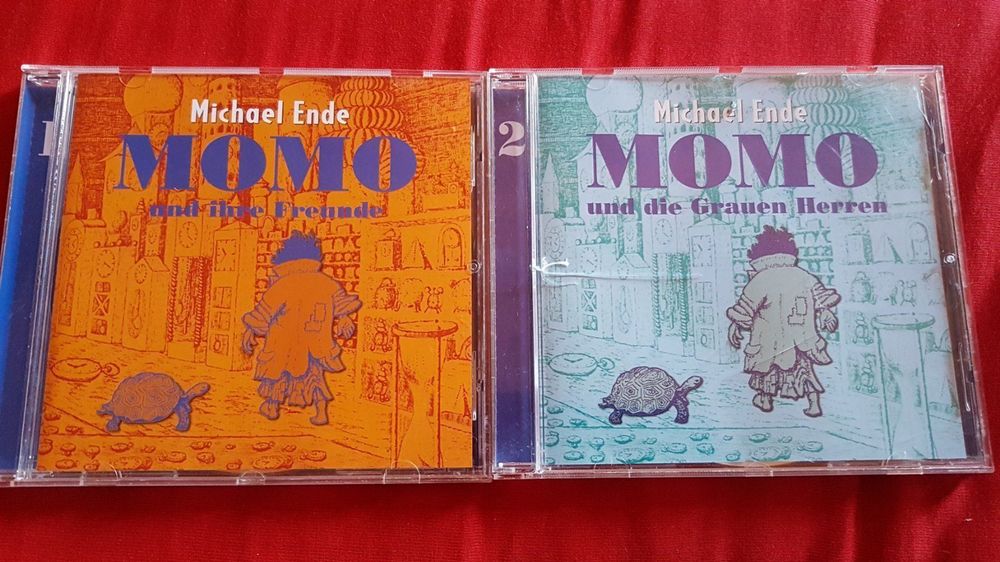 Michael Ende
MOMO
und ihre Freunde
2
Michael Ende
MOMO
und die Grauen Herren